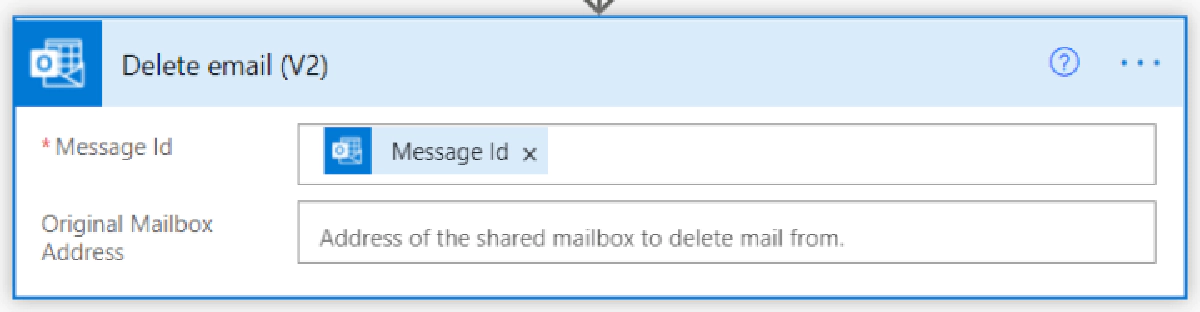 Delete email (V2)
* Message Id
Message Id ×
Original Mailbox
Address
Address of the shared mailbox to delete mail from.